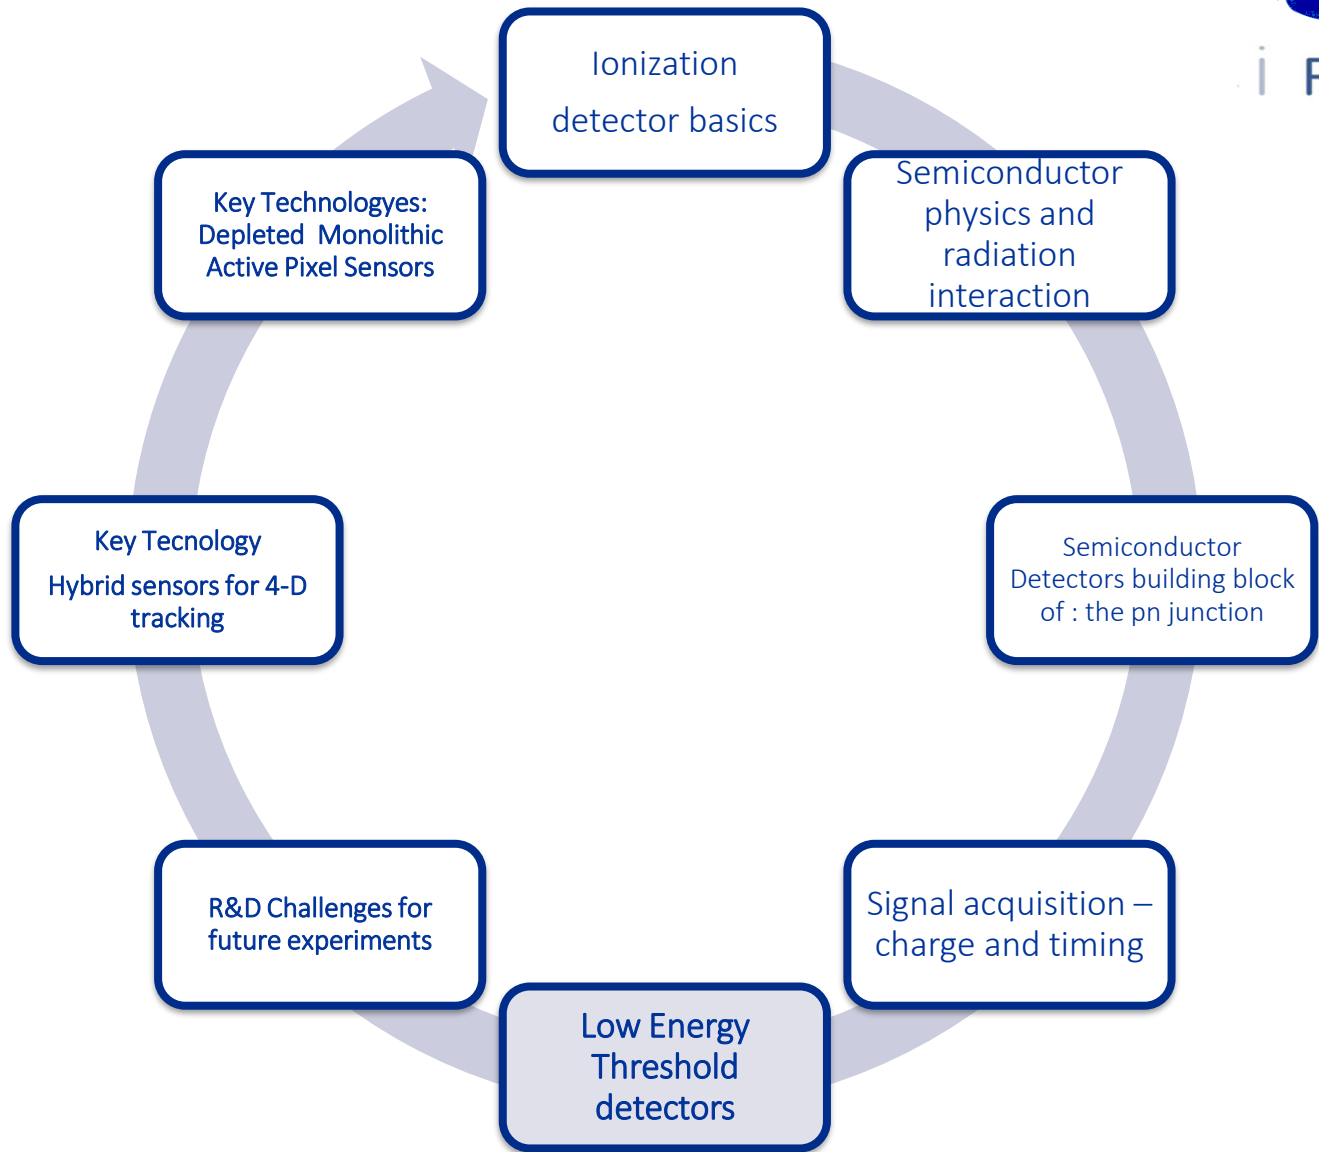 Ionization
detector basics
Semiconductor
physics and
radiation
interaction
Semiconductor
Detectors building block
of : the pn junction
Signal acquisition –
charge and timing
Low Energy
Threshold
detectors
R&D Challenges for
future experiments
Key Tecnology
Hybrid sensors for 4-D
tracking
Key Technologyes:
Depleted Monolithic
Active Pixel Sensors
i F